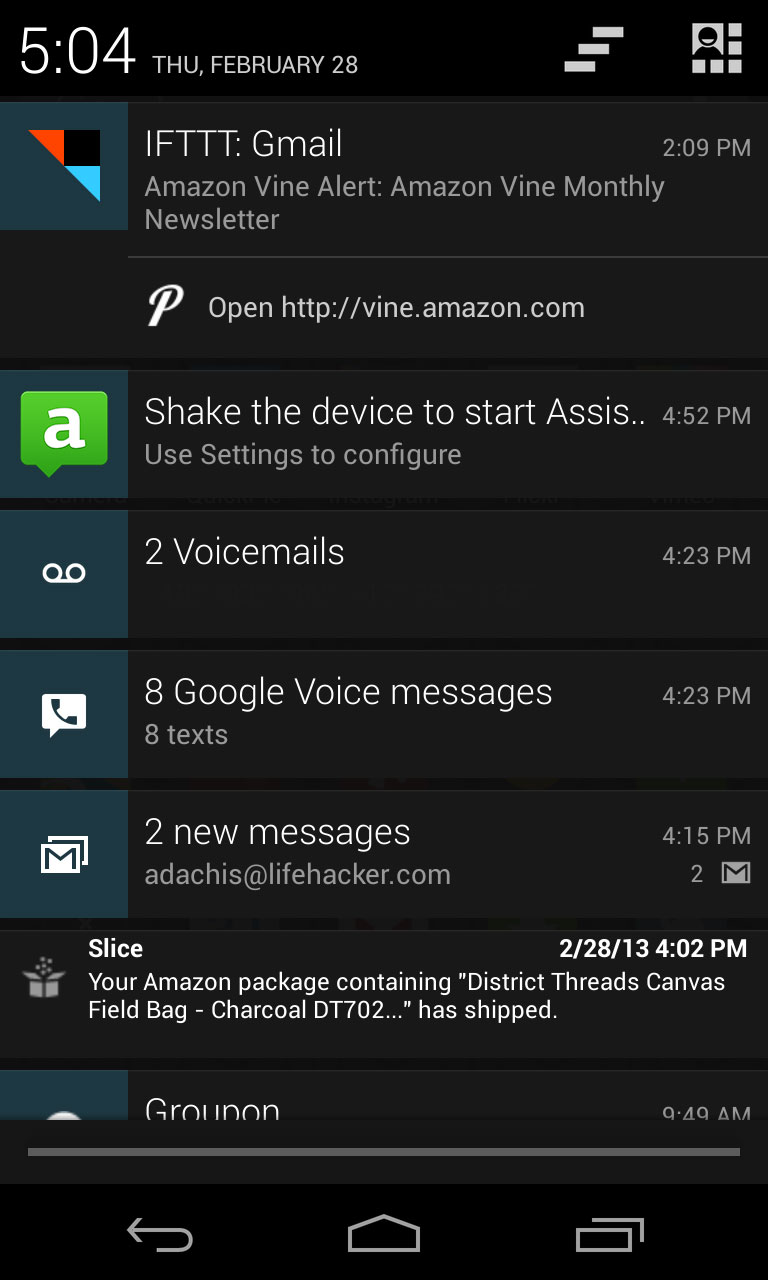 5:04 THU, FEBRUARY 28
IFTTT: Gmail 2:09 PM
Amazon Vine Alert: Amazon Vine Monthly
Newsletter
Open http://vine.amazon.com
a
Shake the device to start Assis.. 4:52 PM
Use Settings to configure
2 Voicemails 4:23 PM
8 Google Voice messages 4:23 PM
8 texts
2 new messages 4:15 PM
adachis@lifehacker.com 2
Slice 2/28/13 4:02 PM
Your Amazon package containing "District Threads Canvas
Field Bag - Charcoal DT702..." has shipped.
Groupon 9:49 AM